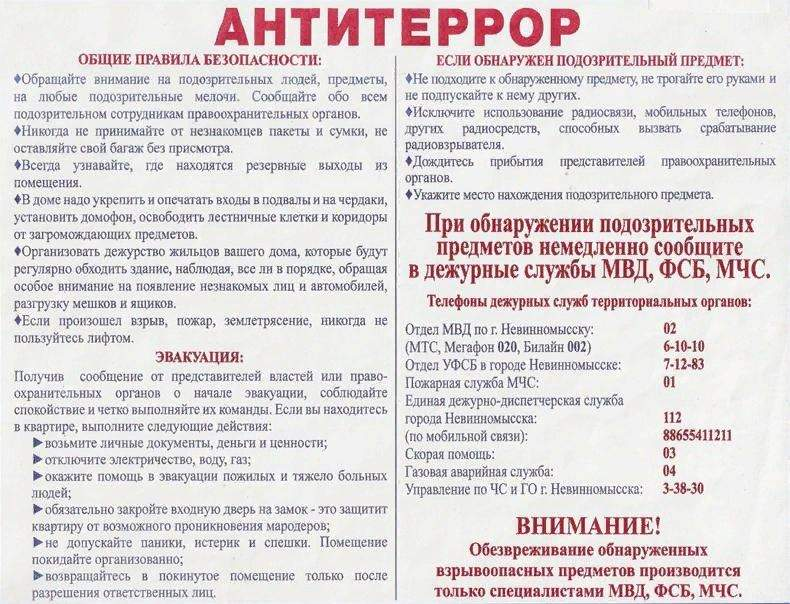 АНТИТЕРРОР
ОБЩИЕ ПРАВИЛА БЕЗОПАСНОСТИ:
♦Обращайте внимание на подозрительных людей, предметы,
на любые подозрительные мелочи. Сообщайте обо всем
подозрительном сотрудникам правоохранительных органов.
♦Никогда не принимайте от незнакомцев пакеты и сумки, не
оставляйте свой багаж без присмотра.
♦Всегда узнавайте, где находятся резервные выходы из
помещения.
♦В доме надо укрепить и опечатать входы в подвалы и на чердаки,
установить домофон, освободить лестничные клетки и коридоры
от загромождающих предметов.
♦Организовать дежурство жильцов вашего дома, которые будут
регулярно обходить здание, наблюдая, все ли в порядке, обращая
особое внимание на появление незнакомых лиц и автомобилей,
разгрузку мешков и ящиков.
♦Если произошел взрыв, пожар, землетрясение, никогда не
пользуйтесь лифтом.
ЭВАКУАЦИЯ:
Получив сообщение от представителей власти или право-
охранительных органов о начале эвакуации, соблюдайте
спокойствие и четко выполняйте их команды. Если вы находитесь
в квартире, выполните следующие действия:
►возьмите личные документы, деньги и ценности;
►отключите электричество, воду, газ;
►окажите помощь в эвакуации пожилых и тяжело больных
людей;
►обязательно закройте входную дверь на замок - это защитит
квартиру от возможного проникновения мародеров;
►не допускайте паники, истерик и спешки. Помещение
покидайте организованно;
►возвращайтесь в покинутое помещение только после
разрешения ответственных лиц.
ЕСЛИ ОБНАРУЖЕН ПОДОЗРИТЕЛЬНЫЙ ПРЕДМЕТ:
♦Не подходите к обнаруженному предмету, не трогайте его руками и
не подпускайте к нему других.
♦Исключите использование радиосвязи, мобильных телефонов,
других радиосредств, способных вызвать срабатывание
радиовзрывателя.
♦Дождитесь прибытия представителей правоохранительных
органов.
♦Укажите место нахождения подозрительного предмета.
При обнаружении подозрительных
предметов немедленно сообщите
в дежурные службы МВД, ФСБ, МЧС.
Телефоны дежурных служб территориальных органов:
Отдел МВД по г. Невинномысску: 02
(МТС, Мегафон 020, Билайн 002) 6-10-10
Отдел УФСБ в городе Невинномысске: 7-12-83
Пожарная служба МЧС: 01
Единая дежурно-диспетчерская служба
города Невинномысска: 112
(по мобильной связи): 88655411211
Скорая помощь: 03
Газовая аварийная служба: 04
Управление по ЧС и ГО г. Невинномысска: 3-38-30
ВНИМАНИЕ!
Обезвреживание обнаруженных
взрывоопасных предметов производится
только специалистами МВД, ФСБ, МЧС.